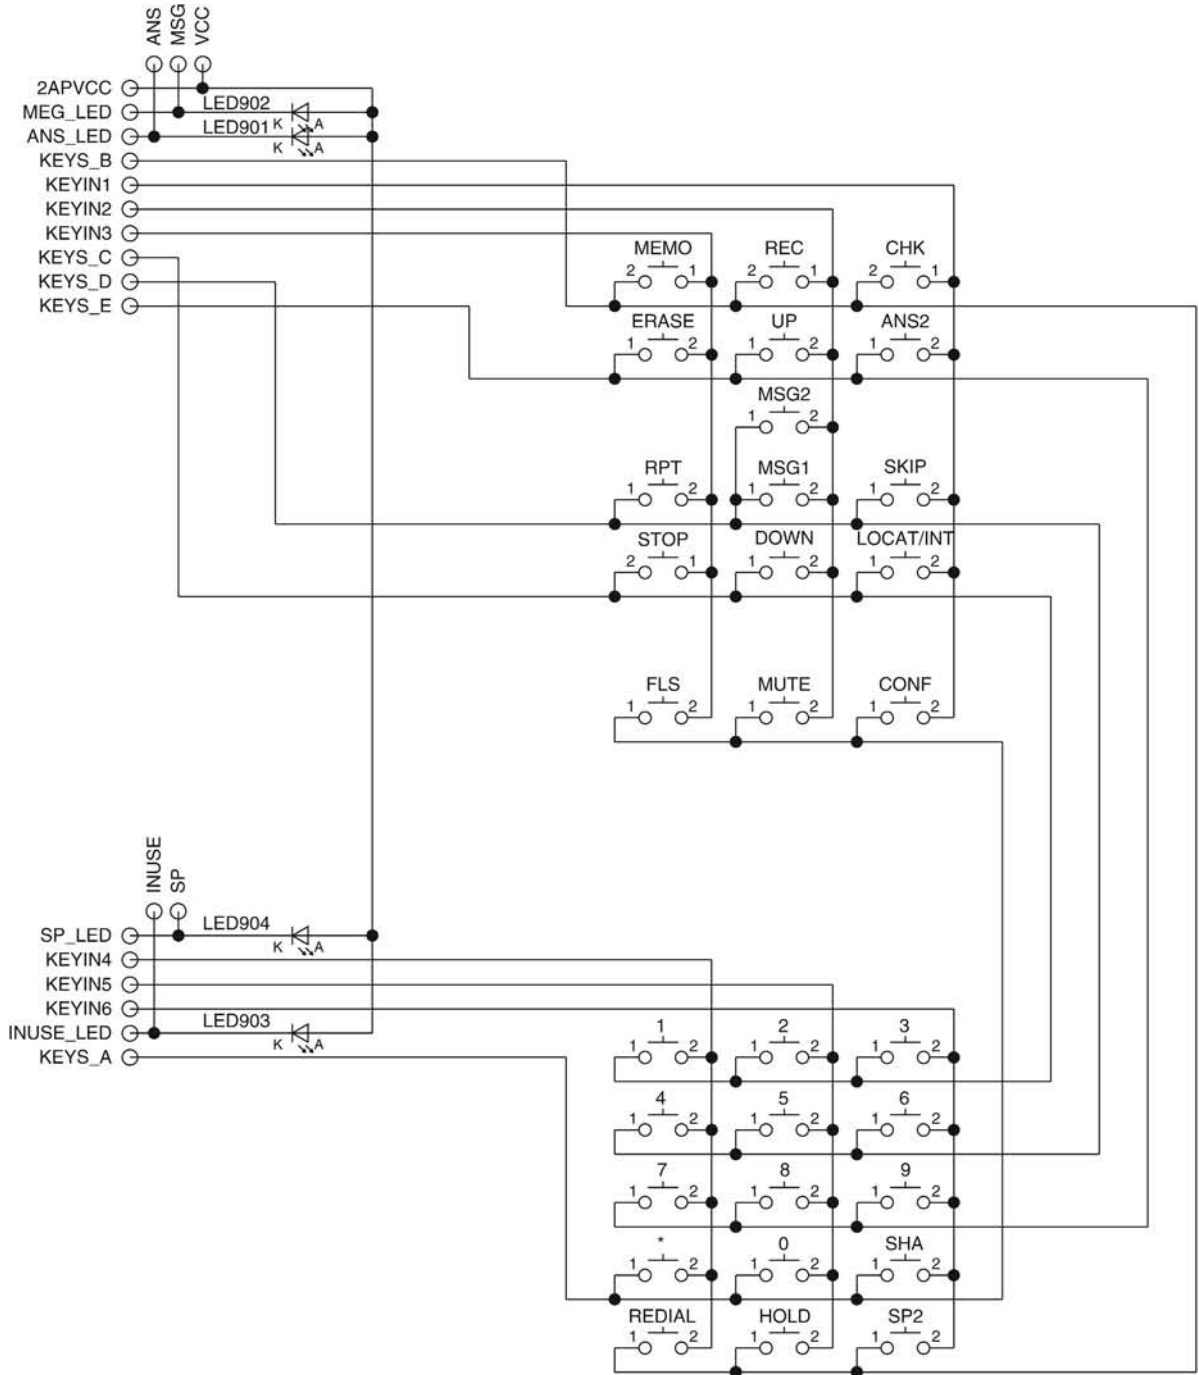 ANS MSG VCC
2APVCC
MEG_LED LED902 K A
ANS_LED LED901 K A
KEYS_B
KEYIN1
KEYIN2
KEYIN3
KEYS_C
KEYS_D
KEYS_E
MEMO REC CHK
2 1 2 1 2 1
ERASE UP ANS2
1 2 1 2 1 2
MSG2
1 2
RPT MSG1 SKIP
1 2 1 2 1 2
STOP DOWN LOCAT/INT
2 1 1 2 1 2
FLS MUTE CONF
1 2 1 2 1 2
INUSE SP
SP_LED LED904 K A
KEYIN4
KEYIN5
KEYIN6
INUSE_LED LED903 K A
KEYS_A
1 2 3
1 2 1 2 1 2
4 5 6
1 2 1 2 1 2
7 8 9
1 2 1 2 1 2
* 0 SHA
1 2 1 2 1 2
REDIAL HOLD SP2
1 2 1 2 1 2